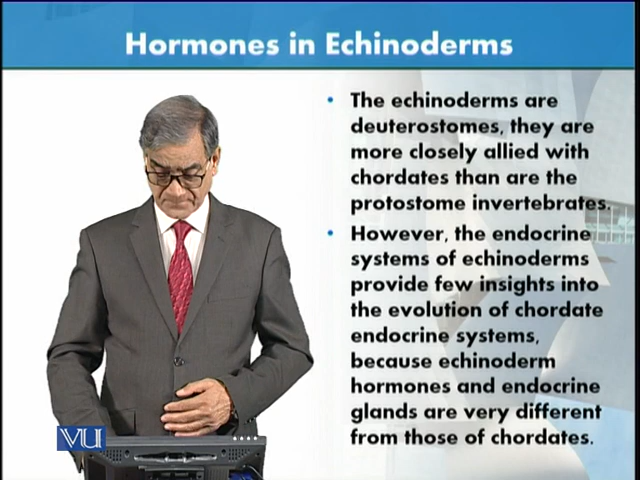 Hormones in Echinoderms
• The echinoderms are
deuterostomes, they are
more closely allied with
chordates than are the
protostome invertebrates.
• However, the endocrine
systems of echinoderms
provide few insights into
the evolution of chordate
endocrine systems,
because echinoderm
hormones and endocrine
glands are very different
from those of chordates.
VU